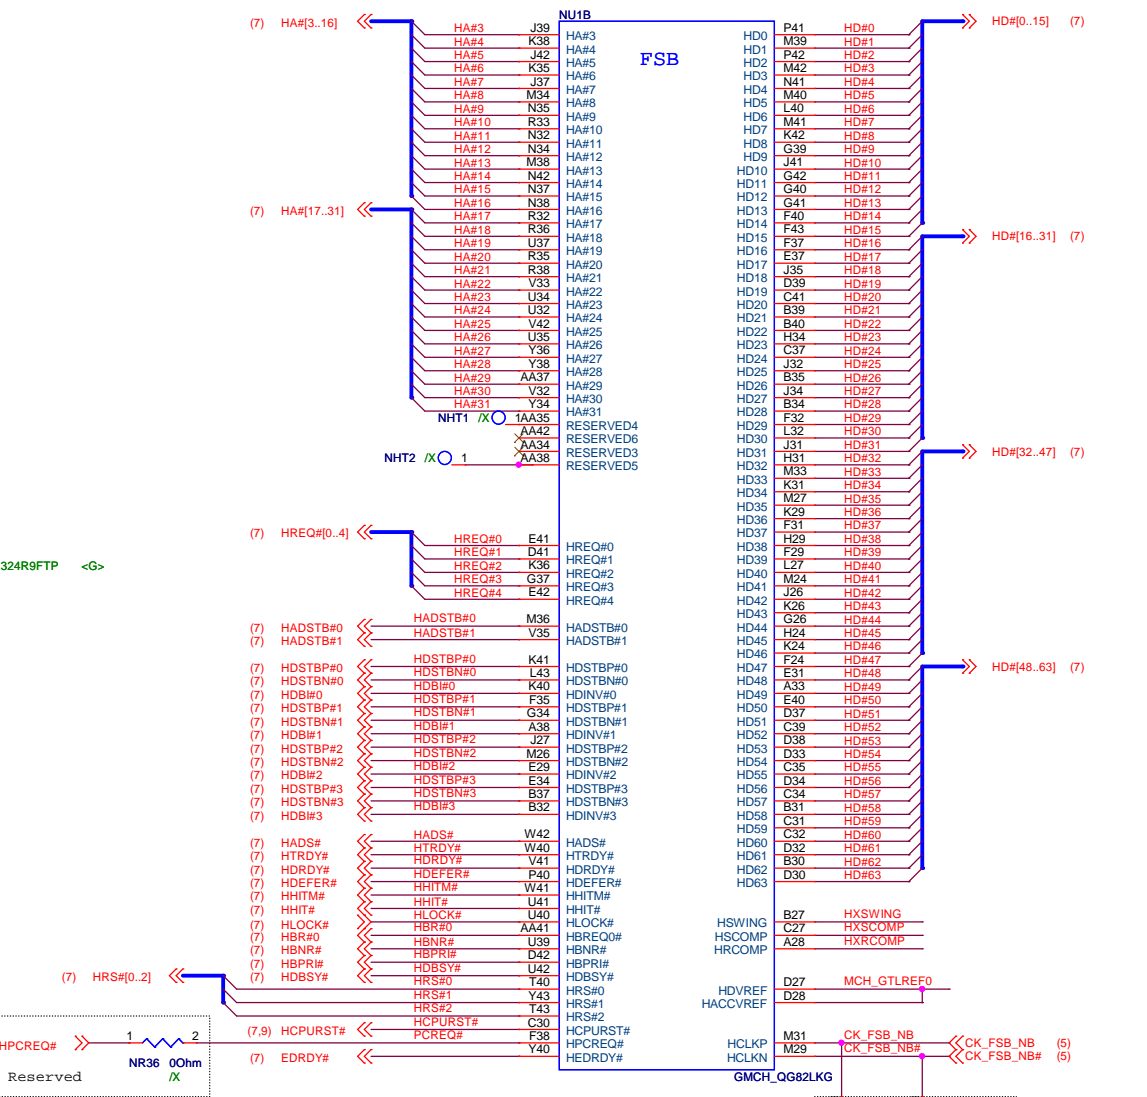 NU1B
FSB
(7) HA#[3..16]
HA#3 J39 HA#3
HA#4 K38 HA#4
HA#5 J42 HA#5
HA#6 K35 HA#6
HA#7 J37 HA#7
HA#8 M34 HA#8
HA#9 N35 HA#9
HA#10 R33 HA#10
HA#11 N32 HA#11
HA#12 N34 HA#12
HA#13 M38 HA#13
HA#14 N42 HA#14
HA#15 N37 HA#15
HA#16 N38 HA#16
(7) HA#[17..31]
HA#17 R32 HA#17
HA#18 R36 HA#18
HA#19 U37 HA#19
HA#20 R35 HA#20
HA#21 R38 HA#21
HA#22 V33 HA#22
HA#23 U34 HA#23
HA#24 U32 HA#24
HA#25 V42 HA#25
HA#26 U35 HA#26
HA#27 Y36 HA#27
HA#28 Y38 HA#28
HA#29 AA37 HA#29
HA#30 V32 HA#30
HA#31 Y34 HA#31
NHT1 /X 1 AA35 RESERVED4
AA42 RESERVED6
AA34 RESERVED3
NHT2 /X 1 AA38 RESERVED5
(7) HREQ#[0..4]
HREQ#0 E41 HREQ#0
HREQ#1 D41 HREQ#1
HREQ#2 K36 HREQ#2
HREQ#3 G37 HREQ#3
HREQ#4 E42 HREQ#4
324R9FTP <G>
(7) HADSTB#0 HADSTB#0 M36 HADSTB#0
(7) HADSTB#1 HADSTB#1 V35 HADSTB#1
(7) HDSTBP#0 HDSTBP#0 K41 HDSTBP#0
(7) HDSTBN#0 HDSTBN#0 L43 HDSTBN#0
(7) HDBI#0 HDBI#0 K40 HDINV#0
(7) HDSTBP#1 HDSTBP#1 F35 HDSTBP#1
(7) HDSTBN#1 HDSTBN#1 G34 HDSTBN#1
(7) HDBI#1 HDBI#1 A38 HDINV#1
(7) HDSTBP#2 HDSTBP#2 J27 HDSTBP#2
(7) HDSTBN#2 HDSTBN#2 M26 HDSTBN#2
(7) HDBI#2 HDBI#2 E29 HDINV#2
(7) HDSTBP#3 HDSTBP#3 E34 HDSTBP#3
(7) HDSTBN#3 HDSTBN#3 B37 HDSTBN#3
(7) HDBI#3 HDBI#3 B32 HDINV#3
(7) HADS# HADS# W42 HADS#
(7) HTRDY# HTRDY# W40 HTRDY#
(7) HDRDY# HDRDY# V41 HDRDY#
(7) HDEFER# HDEFER# P40 HDEFER#
(7) HHITM# HHITM# W41 HHITM#
(7) HHIT# HHIT# U41 HHIT#
(7) HLOCK# HLOCK# U40 HLOCK#
(7) HBR#0 HBR#0 AA41 HBREQ0#
(7) HBNR# HBNR# U39 HBNR#
(7) HBPRI# HBPRI# D42 HBPRI#
(7) HDBSY# HDBSY# U42 HDBSY#
(7) HRS#[0..2]
HRS#0 T40 HRS#0
HRS#1 Y43 HRS#1
HRS#2 T43 HRS#2
(7,9) HCPURST# HCPURST# C30 HCPURST#
HPCREQ# 1 2 PCREQ# F38 HPCREQ#
NR36 0Ohm
/X
Reserved
(7) EDRDY# Y40 HEDRDY#
HD0 P41 HD#0
HD1 M39 HD#1
HD2 P42 HD#2
HD3 M42 HD#3
HD4 N41 HD#4
HD5 M40 HD#5
HD6 L40 HD#6
HD7 M41 HD#7
HD8 K42 HD#8
HD9 G39 HD#9
HD10 J41 HD#10
HD11 G42 HD#11
HD12 G40 HD#12
HD13 G41 HD#13
HD14 F40 HD#14
HD15 F43 HD#15
HD#[0..15] (7)
HD16 F37 HD#16
HD17 E37 HD#17
HD18 J35 HD#18
HD19 D39 HD#19
HD20 C41 HD#20
HD21 B39 HD#21
HD22 B40 HD#22
HD23 H34 HD#23
HD24 C37 HD#24
HD25 J32 HD#25
HD26 B35 HD#26
HD27 J34 HD#27
HD28 B34 HD#28
HD29 F32 HD#29
HD30 L32 HD#30
HD31 J31 HD#31
HD#[16..31] (7)
HD32 H31 HD#32
HD33 M33 HD#33
HD34 K31 HD#34
HD35 M27 HD#35
HD36 K29 HD#36
HD37 F31 HD#37
HD38 H29 HD#38
HD39 F29 HD#39
HD40 L27 HD#40
HD41 M24 HD#41
HD42 J26 HD#42
HD43 K26 HD#43
HD44 G26 HD#44
HD45 H24 HD#45
HD46 K24 HD#46
HD47 F24 HD#47
HD#[32..47] (7)
HD48 E31 HD#48
HD49 A33 HD#49
HD50 E40 HD#50
HD51 D37 HD#51
HD52 C39 HD#52
HD53 D38 HD#53
HD54 D33 HD#54
HD55 C35 HD#55
HD56 D34 HD#56
HD57 C34 HD#57
HD58 B31 HD#58
HD59 C31 HD#59
HD60 C32 HD#60
HD61 D32 HD#61
HD62 B30 HD#62
HD63 D30 HD#63
HD#[48..63] (7)
HSWING B27 HXSWING
HSCOMP C27 HXSCOMP
HRCOMP A28 HXRCOMP
HDVREF D27 MCH_GTLREF0
HACCVREF D28
HCLKP M31 CK_FSB_NB CK_FSB_NB (5)
HCLKN M29 CK_FSB_NB# CK_FSB_NB# (5)
GMCH_QG82LKG